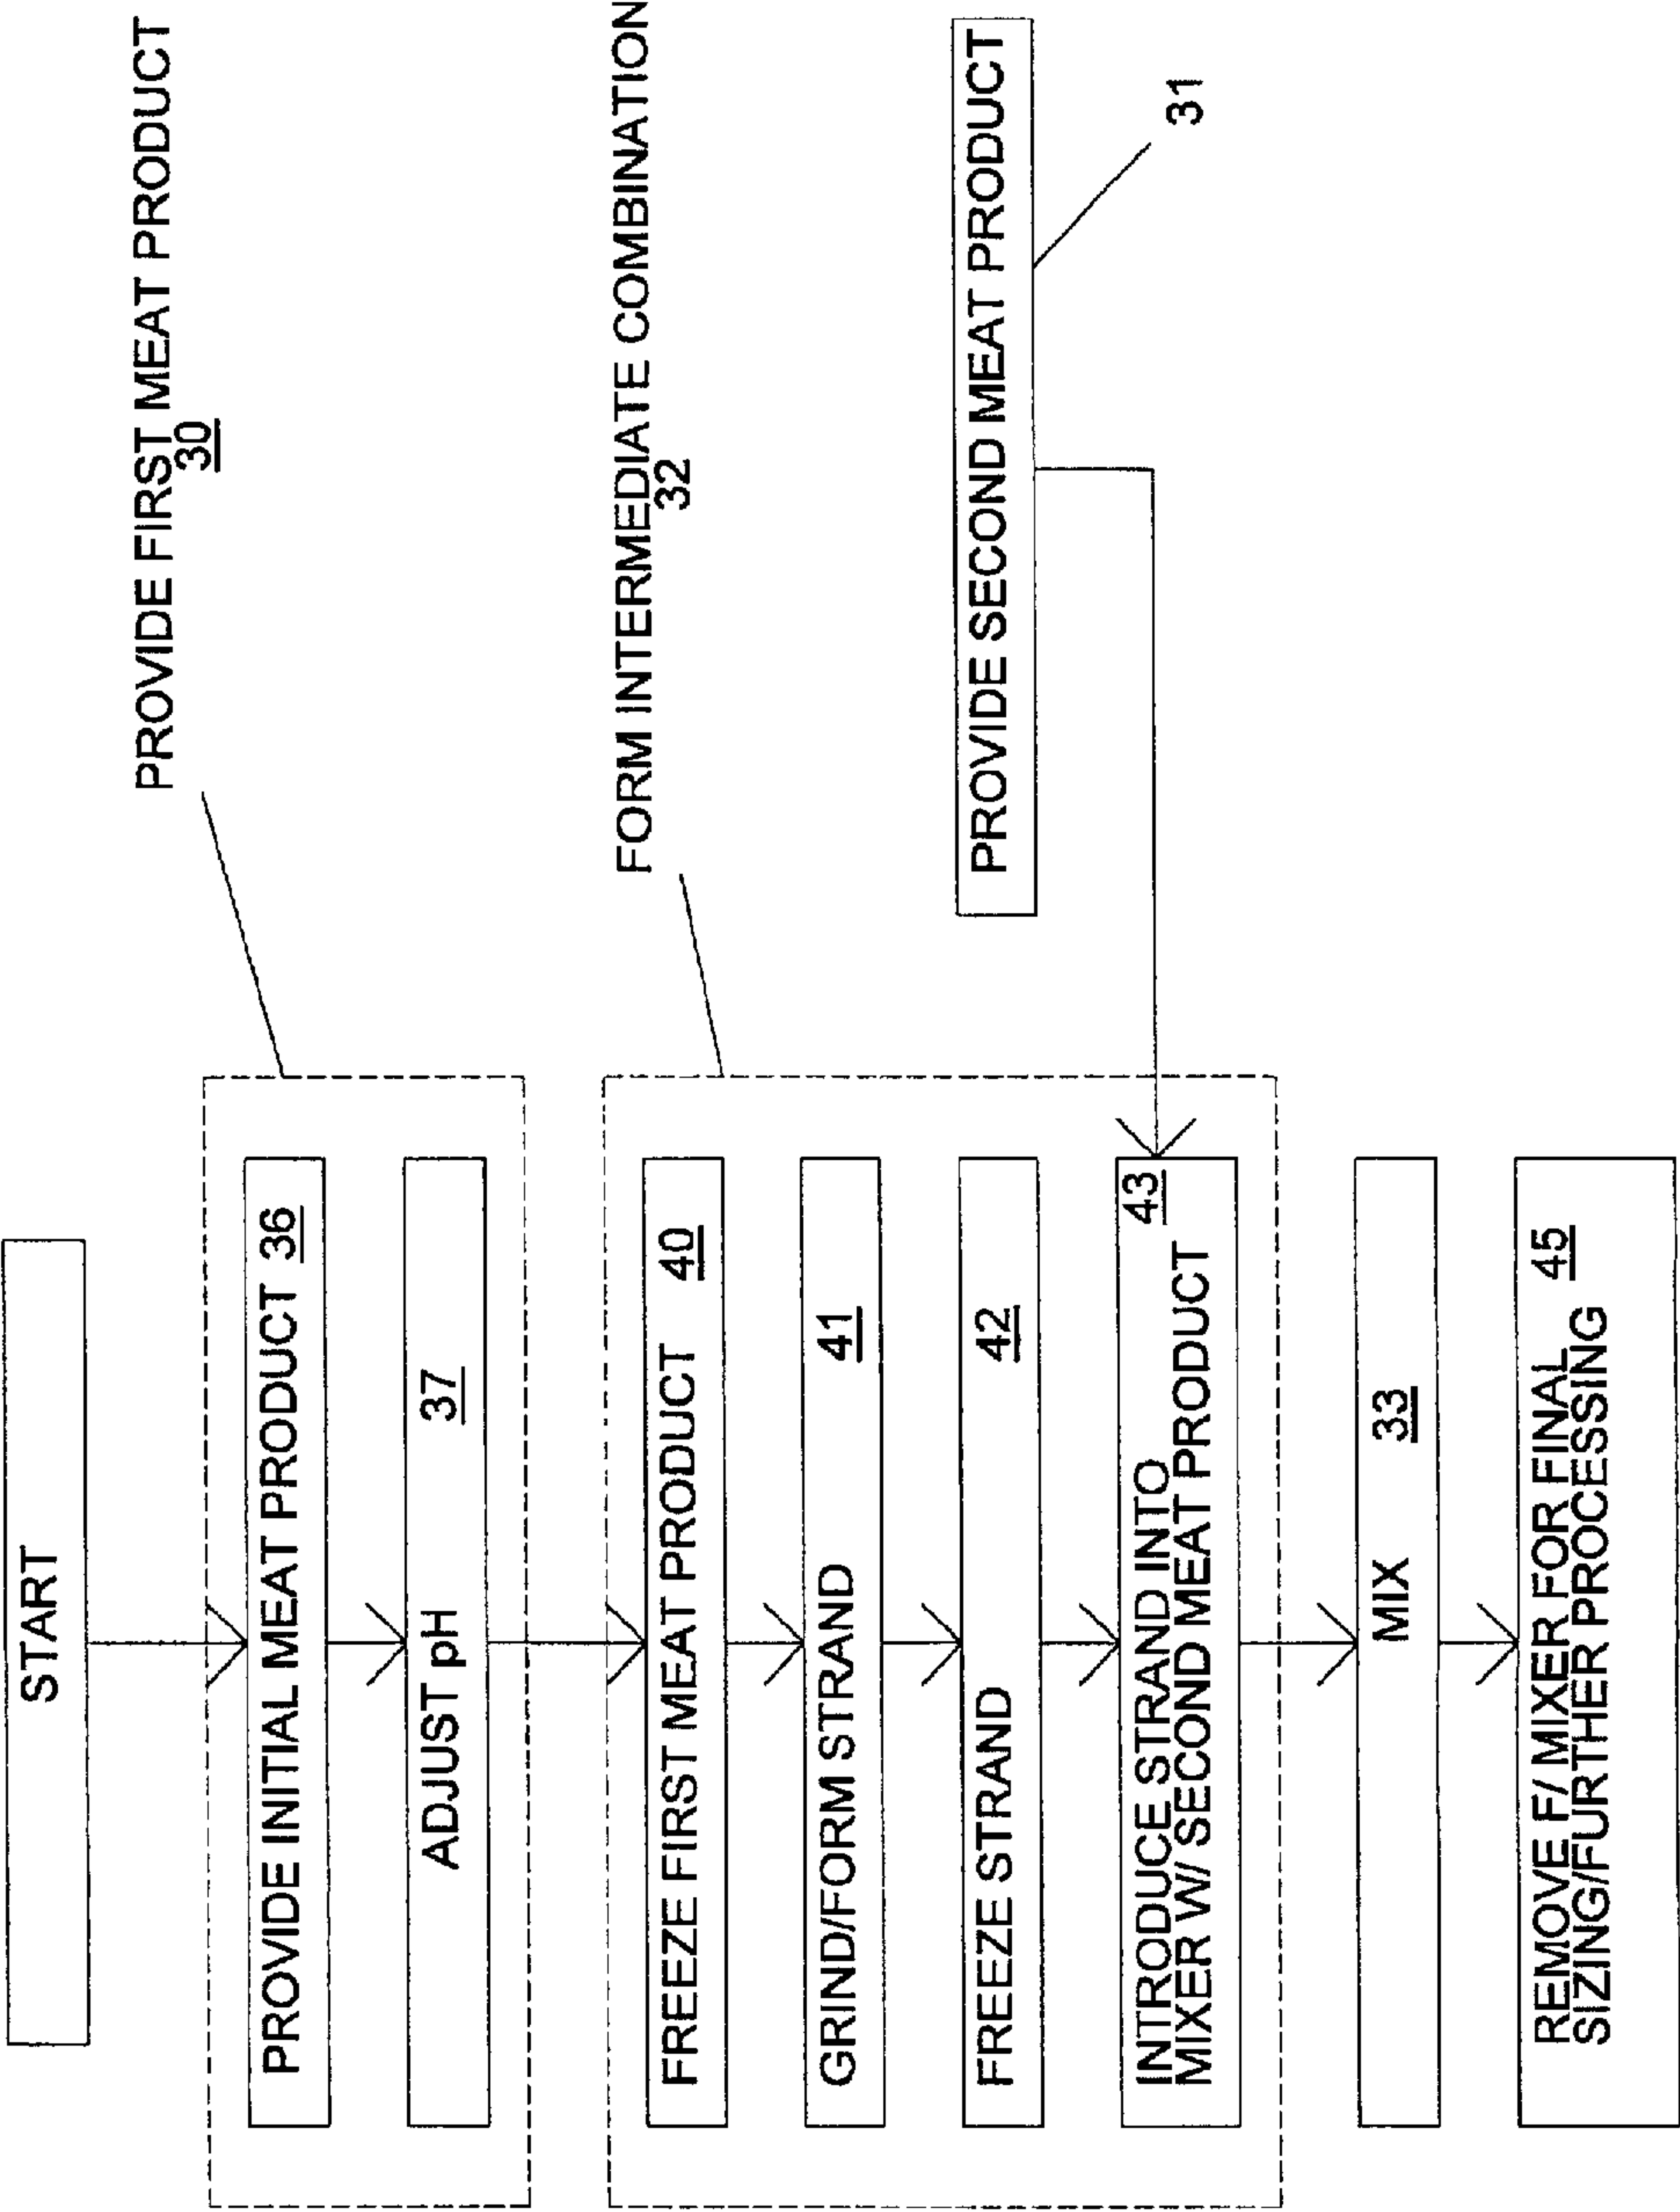 START
PROVIDE FIRST MEAT PRODUCT
30
PROVIDE INITIAL MEAT PRODUCT 36
ADJUST pH 37
FORM INTERMEDIATE COMBINATION
32
FREEZE FIRST MEAT PRODUCT 40
GRIND/FORM STRAND 41
FREEZE STRAND 42
PROVIDE SECOND MEAT PRODUCT
31
43
INTRODUCE STRAND INTO
MIXER W/ SECOND MEAT PRODUCT
MIX 33
REMOVE F/ MIXER FOR FINAL 45
SIZING/FURTHER PROCESSING